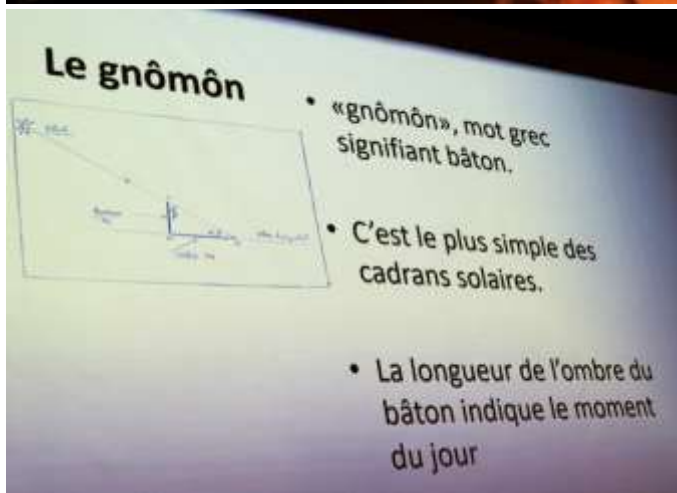 Le gnômôn
• «gnômôn», mot grec
signifiant bâton.
• C'est le plus simple des
cadrans solaires.
• La longueur de l'ombre du
bâton indique le moment
du jour